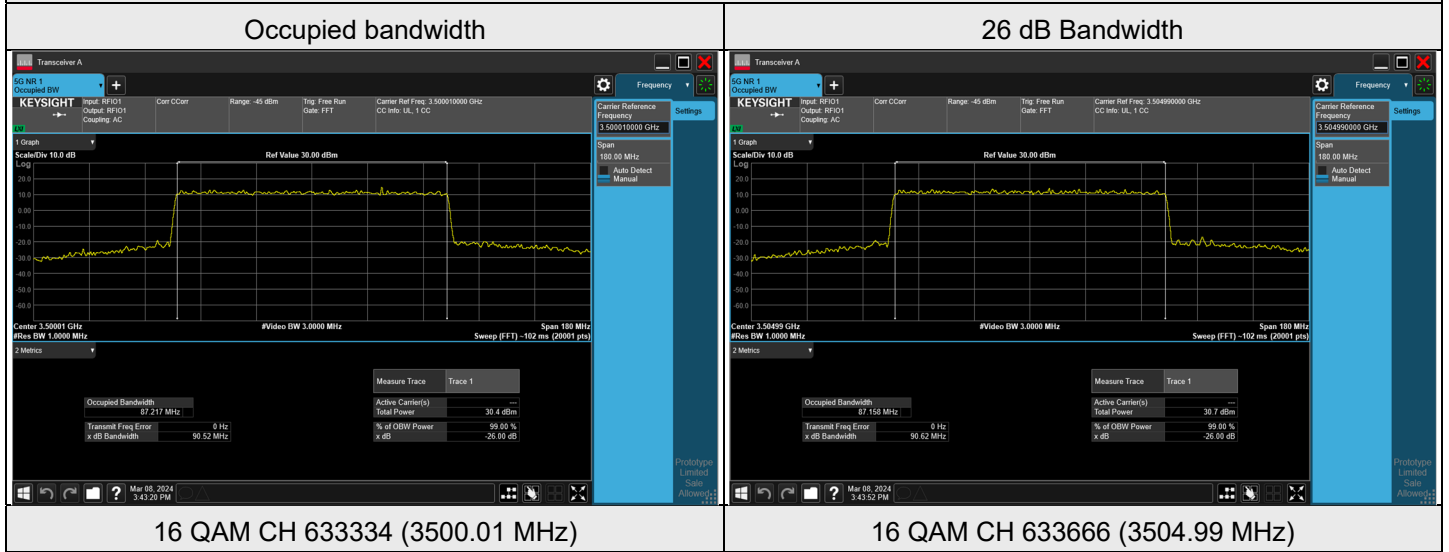 Occupied bandwidth
26 dB Bandwidth
Transceiver A
5G NR 1
Occupied BW
+
Frequency
KEYSIGHT
LXI
Input: RFIO1
Output: RFIO1
Coupling: AC
Corr CCorr
Range: -45 dBm
Trig: Free Run
Gate: FFT
Carrier Ref Freq: 3.500010000 GHz
CC Info: UL, 1 CC
Carrier Reference
Frequency
3.500010000 GHz
Settings
Span
180.00 MHz
Auto Detect
Manual
1 Graph
Scale/Div 10.0 dB
Ref Value 30.00 dBm
Log
20.0
10.0
0.00
-10.0
-20.0
-30.0
-40.0
-50.0
-60.0
Center 3.50001 GHz
#Video BW 3.0000 MHz
Span 180 MHz
#Res BW 1.0000 MHz
Sweep (FFT) ~102 ms (20001 pts)
2 Metrics
Measure Trace Trace 1
Occupied Bandwidth
87.217 MHz
Active Carrier(s) ---
Total Power 30.4 dBm
Transmit Freq Error 0 Hz
x dB Bandwidth 90.52 MHz
% of OBW Power 99.00 %
x dB -26.00 dB
Prototype
Limited
Sale
Allowed
?
Mar 08, 2024
3:43:20 PM
Transceiver A
5G NR 1
Occupied BW
+
Frequency
KEYSIGHT
LXI
Input: RFIO1
Output: RFIO1
Coupling: AC
Corr CCorr
Range: -45 dBm
Trig: Free Run
Gate: FFT
Carrier Ref Freq: 3.504990000 GHz
CC Info: UL, 1 CC
Carrier Reference
Frequency
3.504990000 GHz
Settings
Span
180.00 MHz
Auto Detect
Manual
1 Graph
Scale/Div 10.0 dB
Ref Value 30.00 dBm
Log
20.0
10.0
0.00
-10.0
-20.0
-30.0
-40.0
-50.0
-60.0
Center 3.50499 GHz
#Video BW 3.0000 MHz
Span 180 MHz
#Res BW 1.0000 MHz
Sweep (FFT) ~102 ms (20001 pts)
2 Metrics
Measure Trace Trace 1
Occupied Bandwidth
87.158 MHz
Active Carrier(s) ---
Total Power 30.7 dBm
Transmit Freq Error 0 Hz
x dB Bandwidth 90.62 MHz
% of OBW Power 99.00 %
x dB -26.00 dB
Prototype
Limited
Sale
Allowed
?
Mar 08, 2024
3:43:52 PM
16 QAM CH 633334 (3500.01 MHz)
16 QAM CH 633666 (3504.99 MHz)